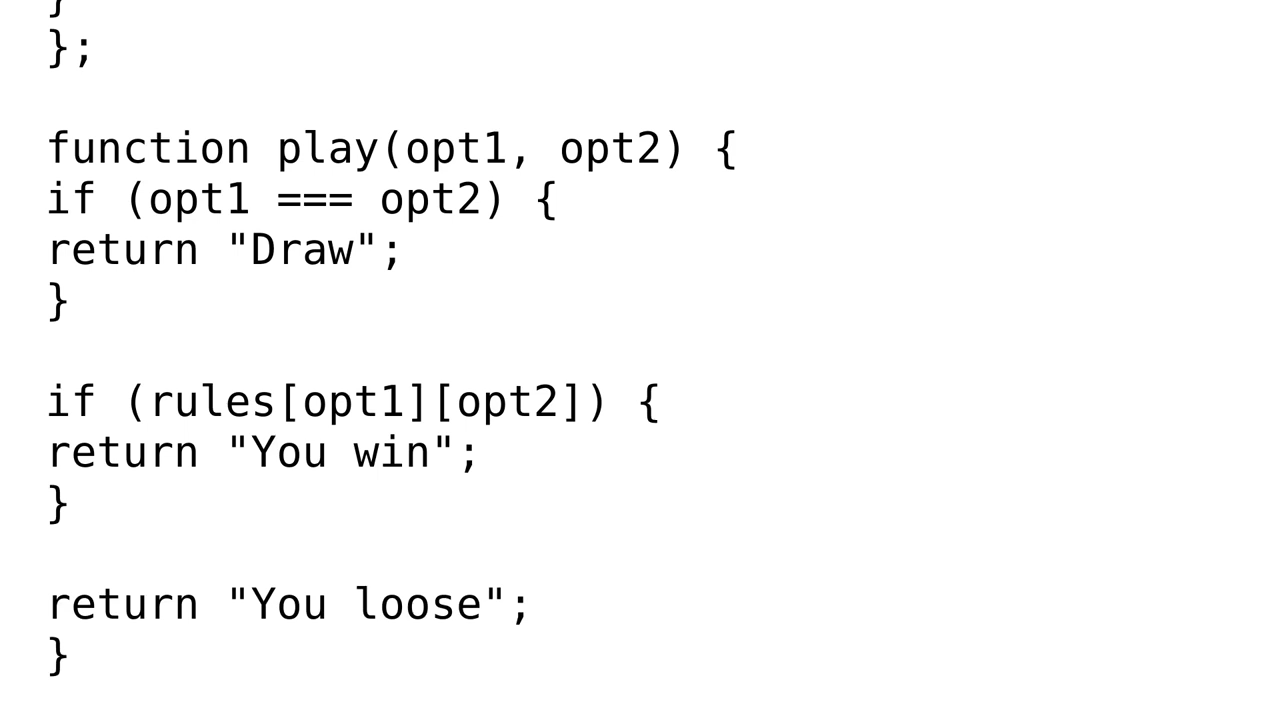 }
};

function play(opt1, opt2) {
if (opt1 === opt2) {
return "Draw";
}

if (rules[opt1][opt2]) {
return "You win";
}

return "You loose";
}